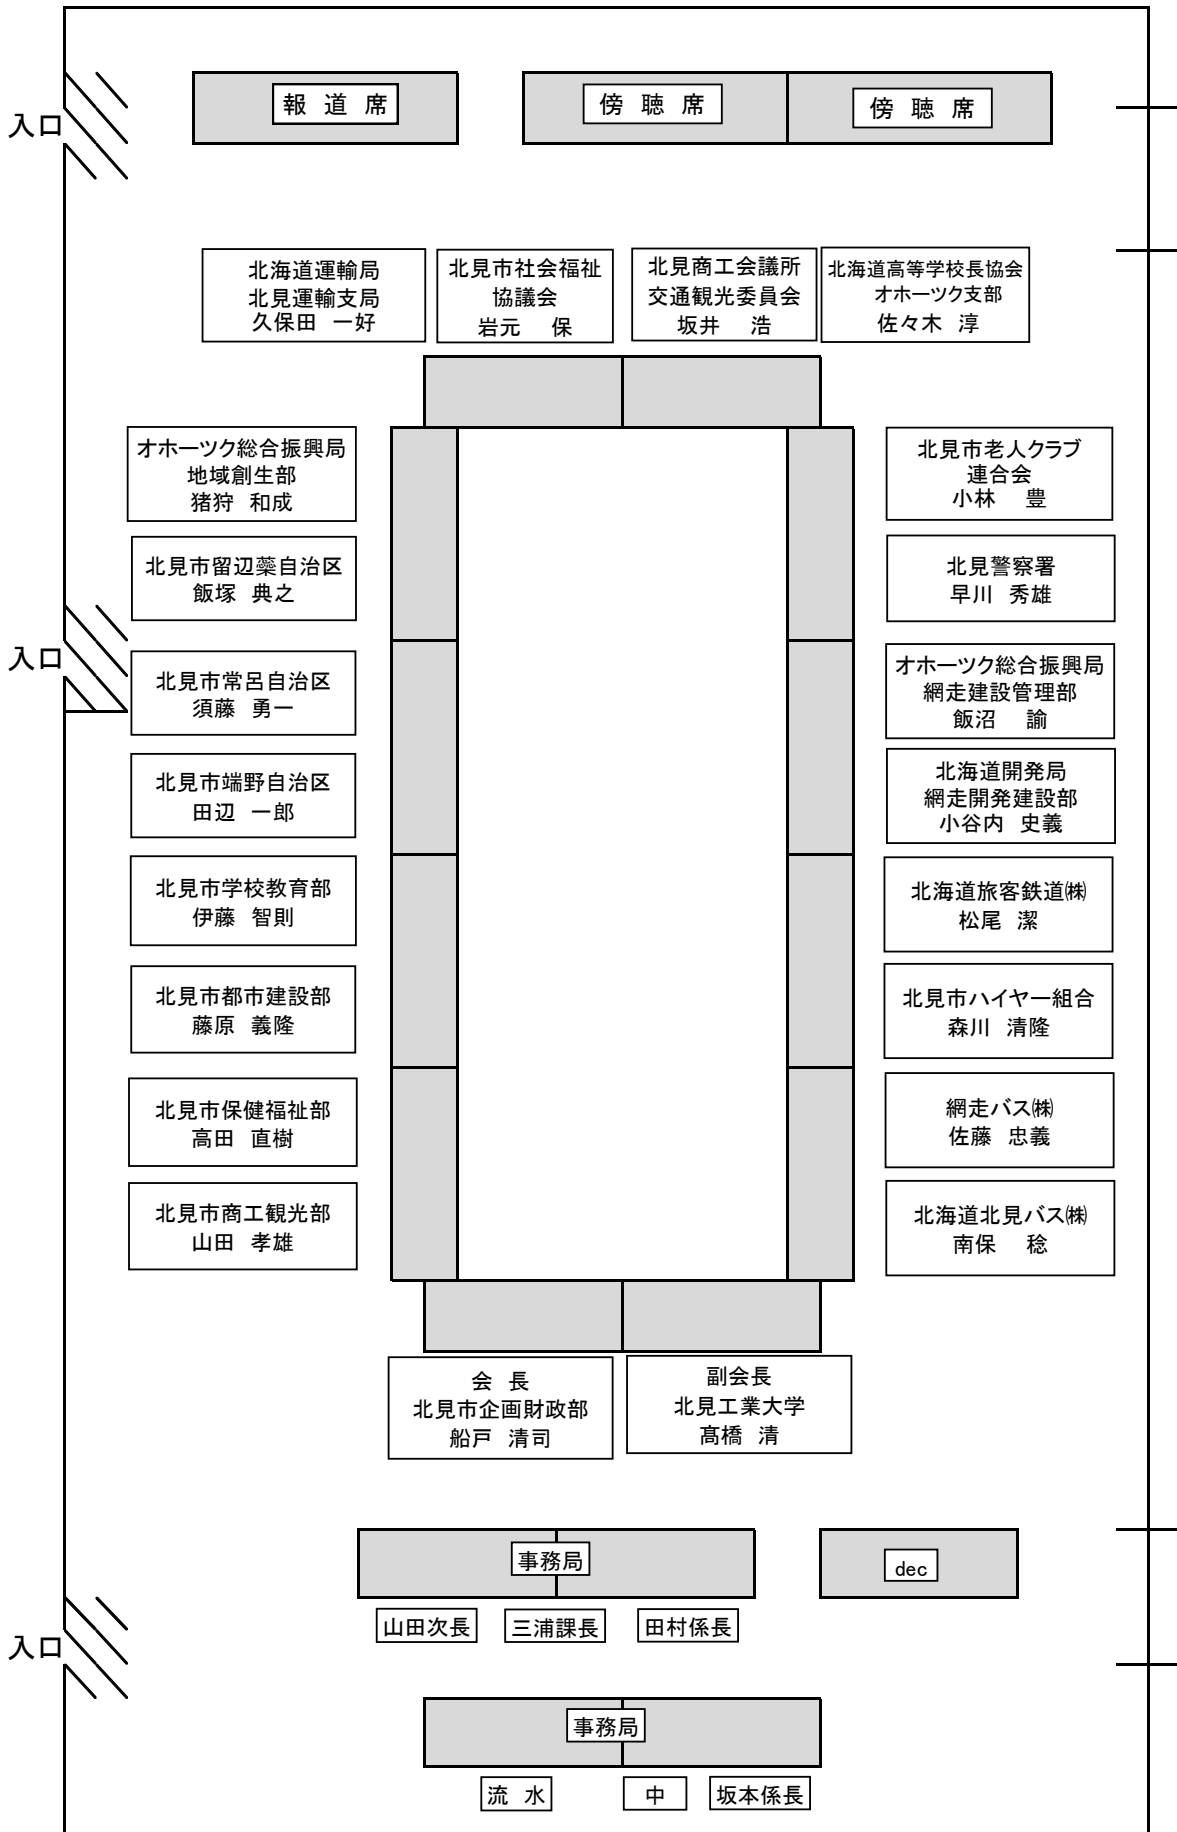 報 道 席
傍 聴 席
傍 聴 席
入口
北海道運輸局
北見運輸支局
久保田 一好
北見市社会福祉
協議会
岩元 保
北見商工会議所
交通観光委員会
坂井 浩
北海道高等学校長協会
オホーツク支部
佐々木 淳
オホーツク総合振興局
地域創生部
猪狩 和成
北見市留辺蘂自治区
飯塚 典之
入口
北見市常呂自治区
須藤 勇一
北見市端野自治区
田辺 一郎
北見市学校教育部
伊藤 智則
北見市都市建設部
藤原 義隆
北見市保健福祉部
高田 直樹
北見市商工観光部
山田 孝雄
北見市老人クラブ
連合会
小林 豊
北見警察署
早川 秀雄
オホーツク総合振興局
網走建設管理部
飯沼 諭
北海道開発局
網走開発建設部
小谷内 史義
北海道旅客鉄道㈱
松尾 潔
北見市ハイヤー組合
森川 清隆
網走バス㈱
佐藤 忠義
北海道北見バス㈱
南保 稔
会 長
北見市企画財政部
船戸 清司
副会長
北見工業大学
髙橋 清
事務局
dec
山田次長
三浦課長
田村係長
入口
事務局
流 水
中
坂本係長